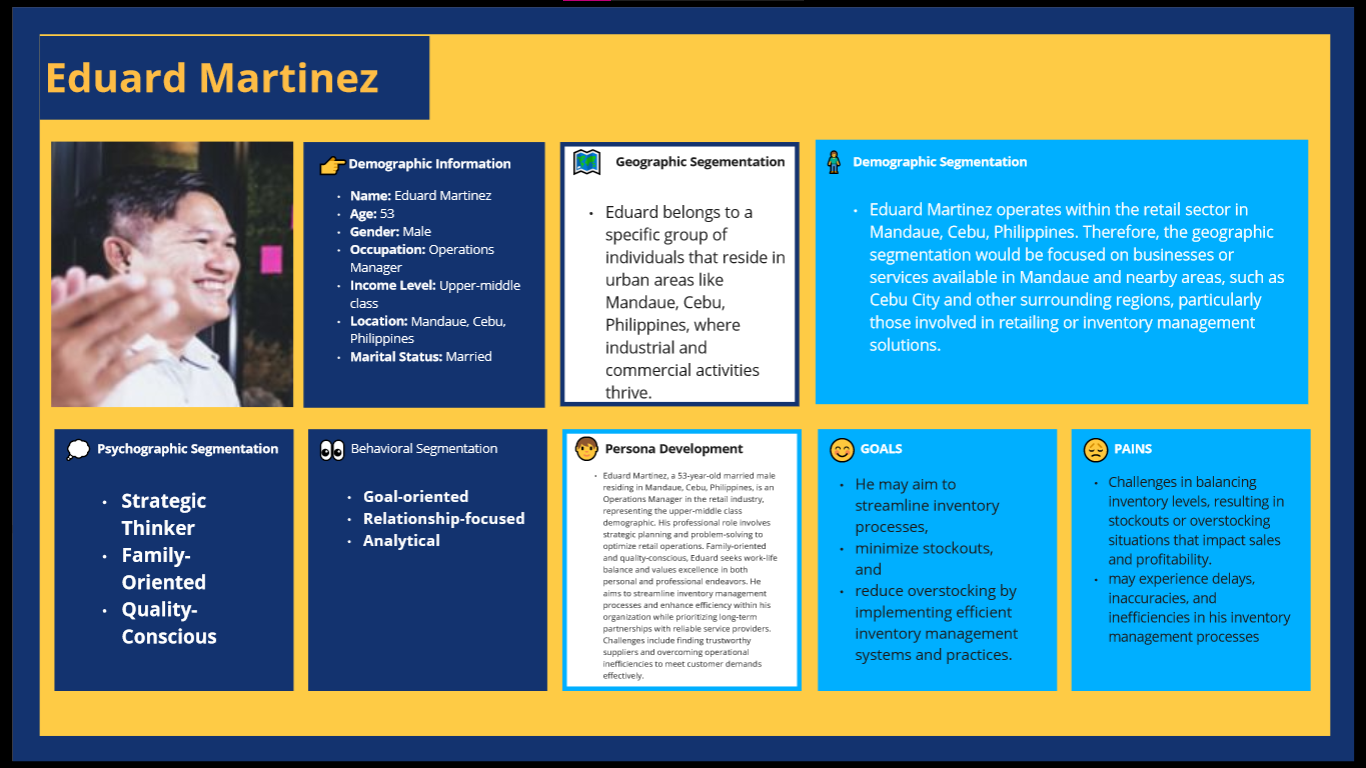 Eduard Martinez
Demographic Information
• Name: Eduard Martinez
• Age: 53
• Gender: Male
• Occupation: Operations
Manager
• Income Level: Upper-middle
class
• Location: Mandaue, Cebu,
Philippines
• Marital Status: Married
Geographic Segementation
• Eduard belongs to a
specific group of
individuals that reside in
urban areas like
Mandaue, Cebu,
Philippines, where
industrial and
commercial activities
thrive.
Demographic Segmentation
• Eduard Martinez operates within the retail sector in
Mandaue, Cebu, Philippines. Therefore, the geographic
segmentation would be focused on businesses or
services available in Mandaue and nearby areas, such as
Cebu City and other surrounding regions, particularly
those involved in retailing or inventory management
solutions.
Psychographic Segmentation
• Strategic
Thinker
• Family-
Oriented
• Quality-
Conscious
Behavioral Segmentation
• Goal-oriented
• Relationship-focused
• Analytical
Persona Development
• Eduard Martinez, a 53-year-old married male
residing in Mandaue, Cebu, Philippines, is an
Operations Manager in the retail industry,
representing the upper-middle class
demographic. His professional role involves
strategic planning and problem-solving to
optimize retail operations. Family-oriented
and quality-conscious, Eduard seeks work-life
balance and values excellence in both
personal and professional endeavors. He
aims to streamline inventory management
processes and enhance efficiency within his
organization while prioritizing long-term
partnerships with reliable service providers.
Challenges include finding trustworthy
suppliers and overcoming operational
inefficiencies to meet customer demands
effectively.
GOALS
• He may aim to
streamline inventory
processes,
• minimize stockouts,
and
• reduce overstocking by
implementing efficient
inventory management
systems and practices.
PAINS
• Challenges in balancing
inventory levels, resulting in
stockouts or overstocking
situations that impact sales
and profitability.
• may experience delays,
inaccuracies, and
inefficiencies in his inventory
management processes